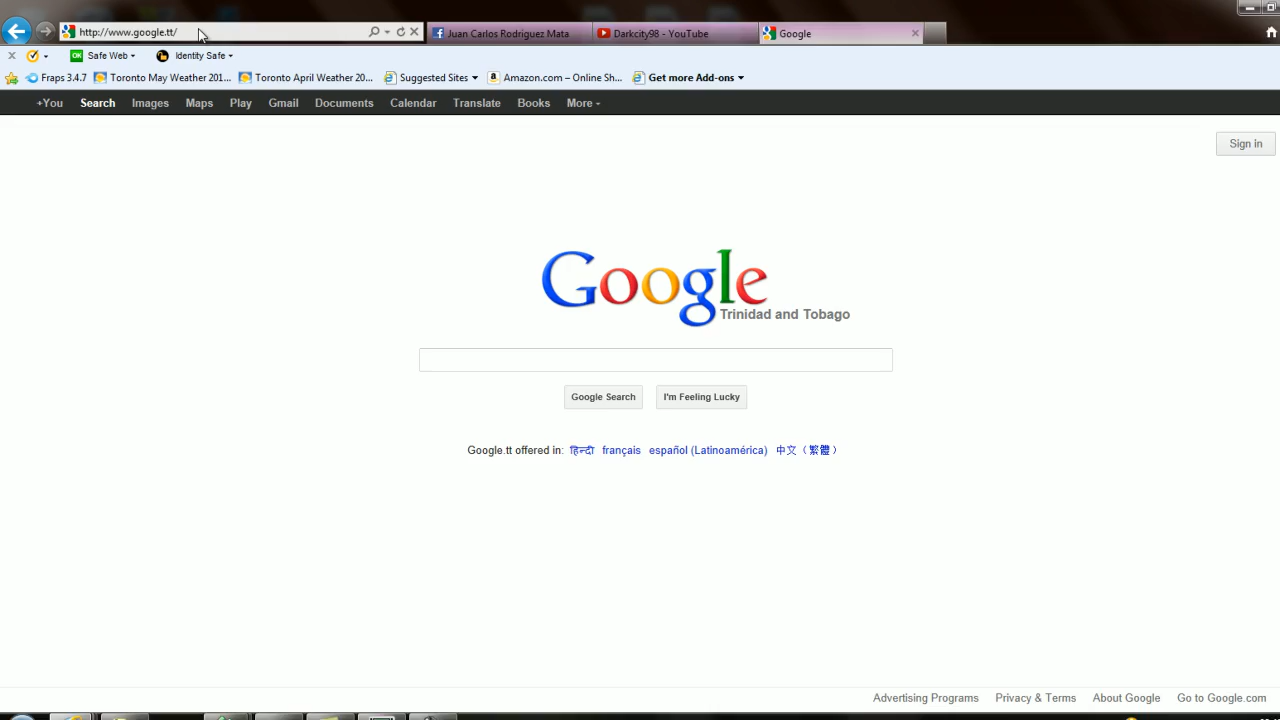 http://www.google.tt/
Juan Carlos Rodriguez Mata
Darkcity98 - YouTube
Google
Safe Web
Identity Safe
Fraps 3.4.7
Toronto May Weather 201...
Toronto April Weather 20...
Suggested Sites
Amazon.com – Online Sh...
Get more Add-ons
+You Search Images Maps Play Gmail Documents Calendar Translate Books More
Sign in
Google
Trinidad and Tobago
Google Search
I'm Feeling Lucky
Google.tt offered in: हिन्दी français español (Latinoamérica) 中文（繁體）
Advertising Programs Privacy & Terms About Google Go to Google.com